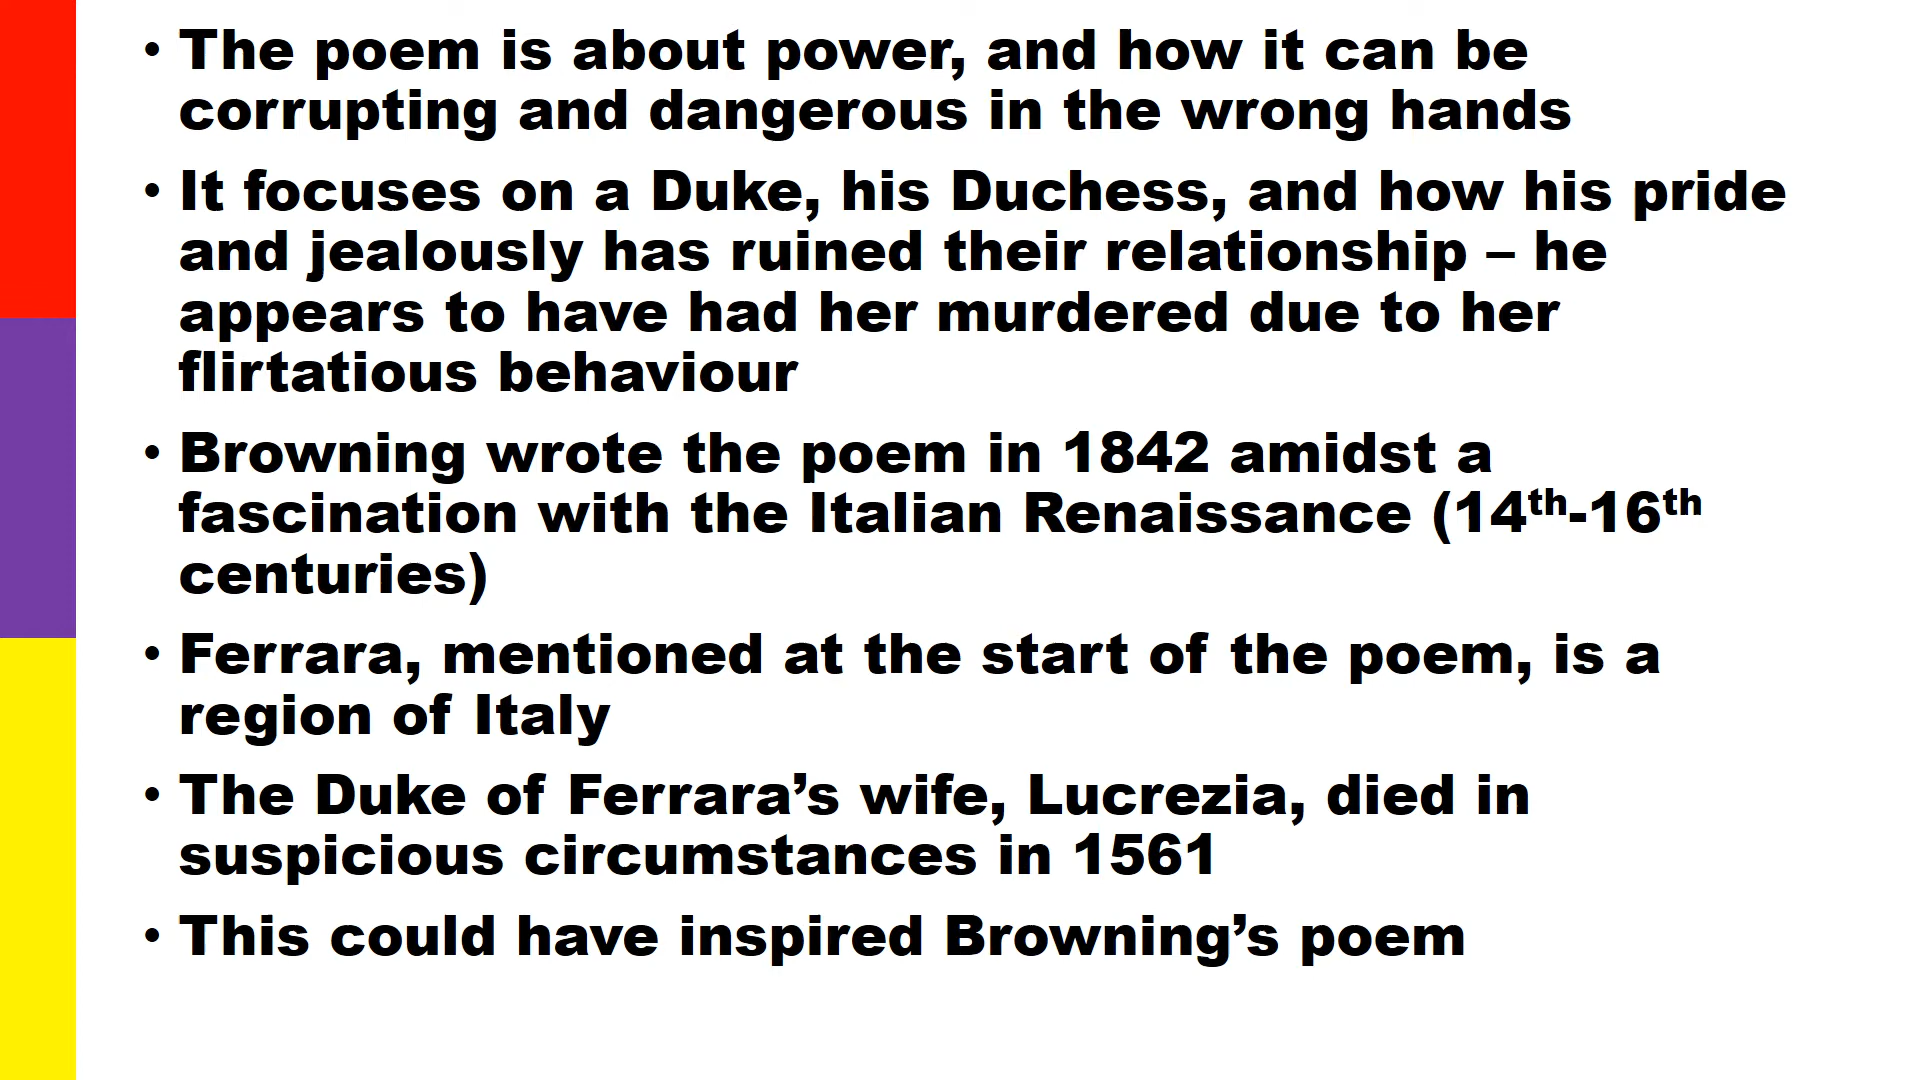 • The poem is about power, and how it can be
corrupting and dangerous in the wrong hands
• It focuses on a Duke, his Duchess, and how his pride
and jealously has ruined their relationship – he
appears to have had her murdered due to her
flirtatious behaviour
• Browning wrote the poem in 1842 amidst a
fascination with the Italian Renaissance (14th-16th
centuries)
• Ferrara, mentioned at the start of the poem, is a
region of Italy
• The Duke of Ferrara’s wife, Lucrezia, died in
suspicious circumstances in 1561
• This could have inspired Browning’s poem